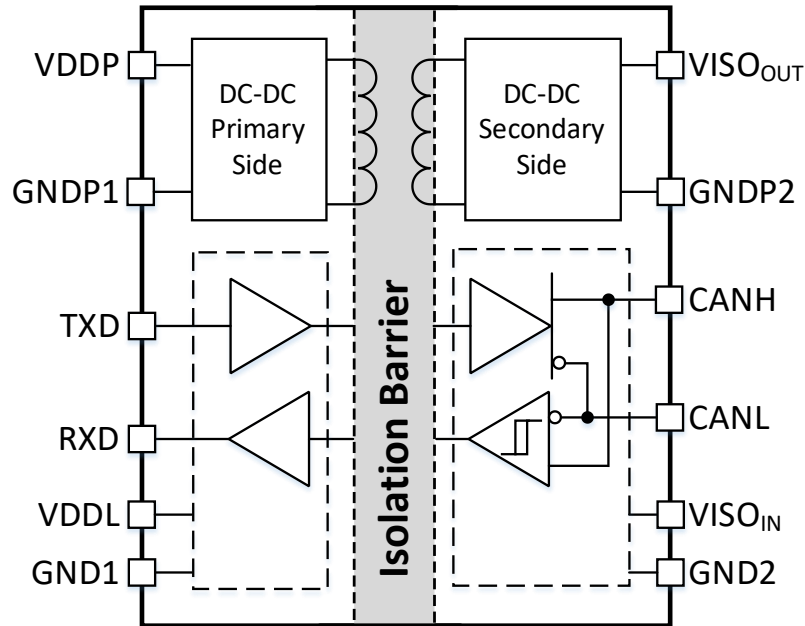 VDDP
GNDP1
TXD
RXD
VDDL
GND1
DC-DC
Primary
Side
Isolation Barrier
DC-DC
Secondary
Side
VISOOUT
GNDP2
CANH
CANL
VISOIN
GND2